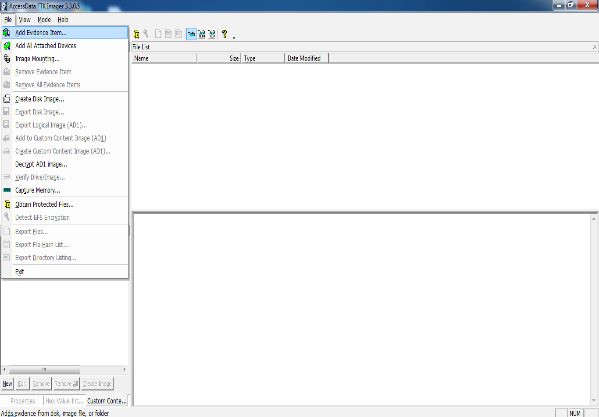 AccessData FTK Imager 3.3.0.5
File View Mode Help
Add Evidence Item...
Add All Attached Devices
Image Mounting...
Remove Evidence Item
Remove All Evidence Items
Create Disk Image...
Export Disk Image...
Export Logical Image (AD1)...
Add to Custom Content Image (AD1)
Create Custom Content Image (AD1)...
Decrypt AD1 image...
Verify Drive/Image...
Capture Memory...
Obtain Protected Files...
Detect EFS Encryption
Export Files...
Export File Hash List...
Export Directory Listing...
Exit
File List
Name Size Type Date Modified
New Edit Remove Remove All Create Image
Properties Hex Value Int... Custom Conte...
Adds evidence from disk, image file, or folder
NUM